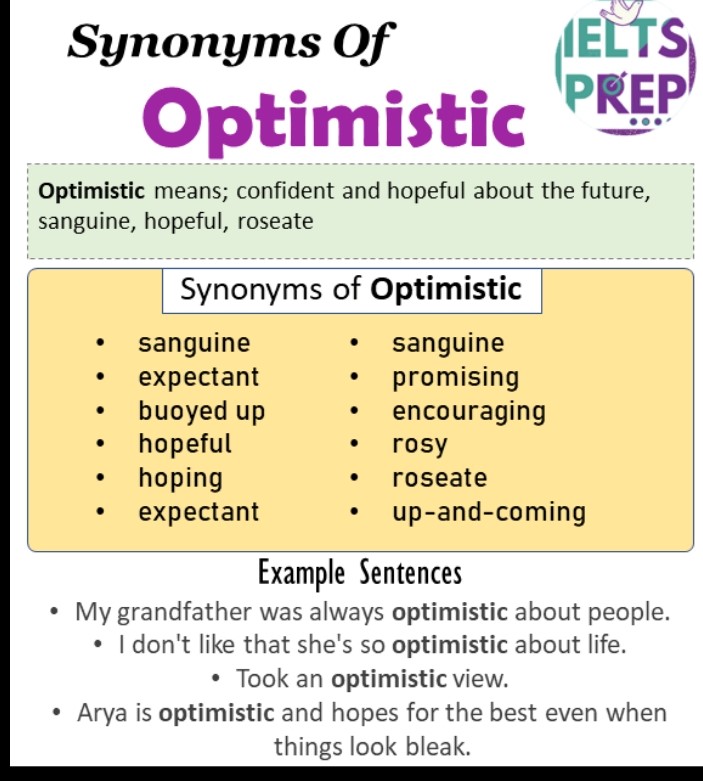 Synonyms Of
IELTS
PREP
Optimistic
Optimistic means; confident and hopeful about the future,
sanguine, hopeful, roseate
Synonyms of Optimistic
• sanguine
• expectant
• buoyed up
• hopeful
• hoping
• expectant
• sanguine
• promising
• encouraging
• rosy
• roseate
• up-and-coming
Example Sentences
• My grandfather was always optimistic about people.
• I don't like that she's so optimistic about life.
• Took an optimistic view.
• Arya is optimistic and hopes for the best even when
things look bleak.